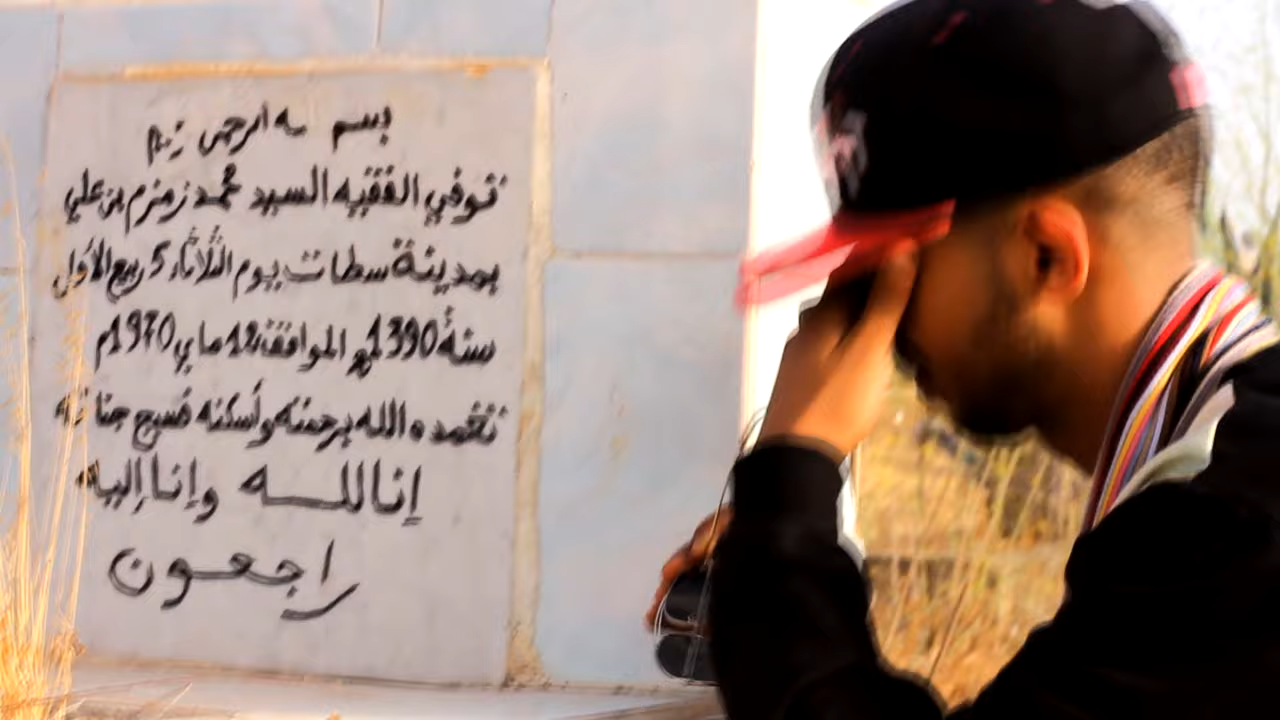 بسم الله الرحمن
توفي الفقيه السيد محمد زمزم بن علي
بمدينة سطات يوم الثلاثاء 5 ربيع الأول
سنة 1390هـ الموافق 12 ماي 1970م
تغمده الله برحمته وأسكنه فسيح جناته
إنا لله وإنا إليه
راجعون